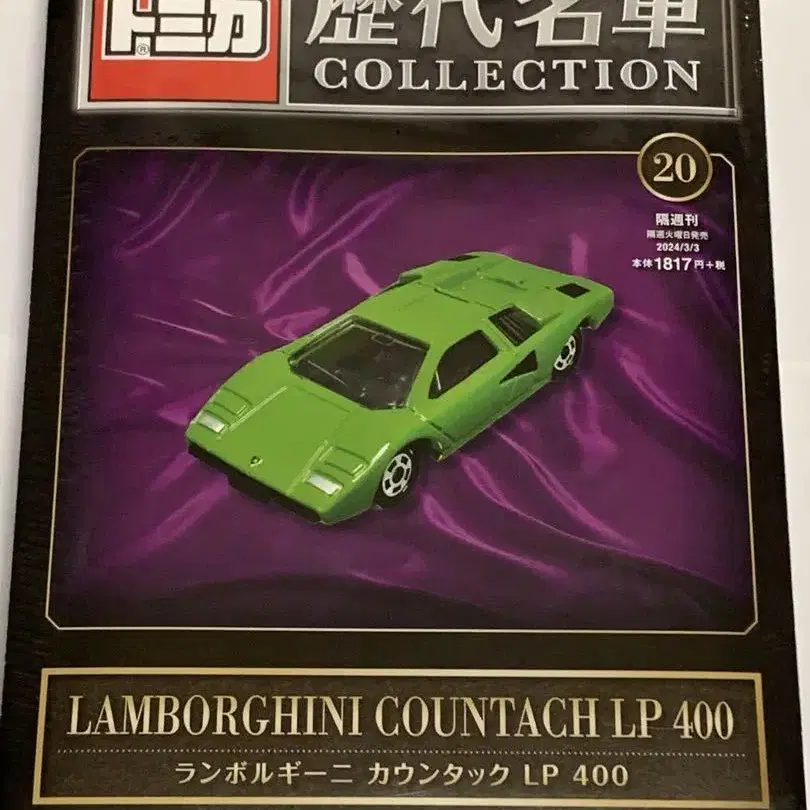 トミカ®
歴代名車
COLLECTION
20
隔週刊
隔週火曜日発売
2024/3/3
本体1817円+税
LAMBORGHINI COUNTACH LP 400
ランボルギーニ カウンタック LP 400